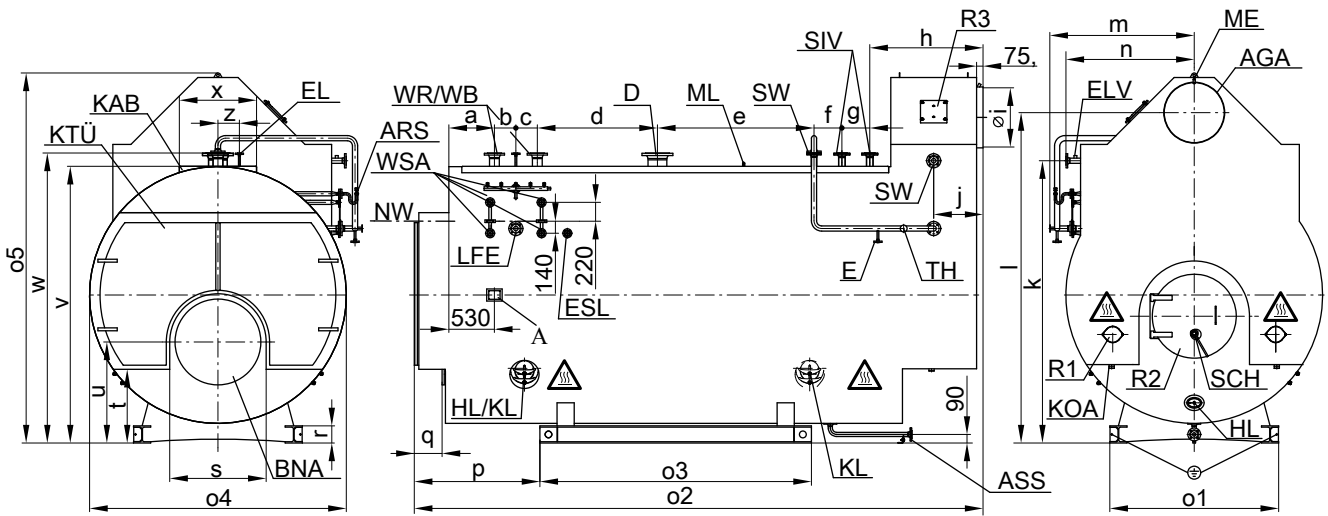 x
z
EL
KAB
KTÜ
ARS
WSA
NW
o5
w
v
u
t
r
s
BNA
o4
WR/WB
a
b
c
D
d
ML
e
SW
SIV
f
g
h
R3
75,
⌀i
SW
j
LFE
140
220
ESL
E
TH
530
A
HL/KL
90
q
p
o3
o2
KL
ASS
m
n
ME
AGA
ELV
l
k
R1
R2
SCH
KOA
HL
o1